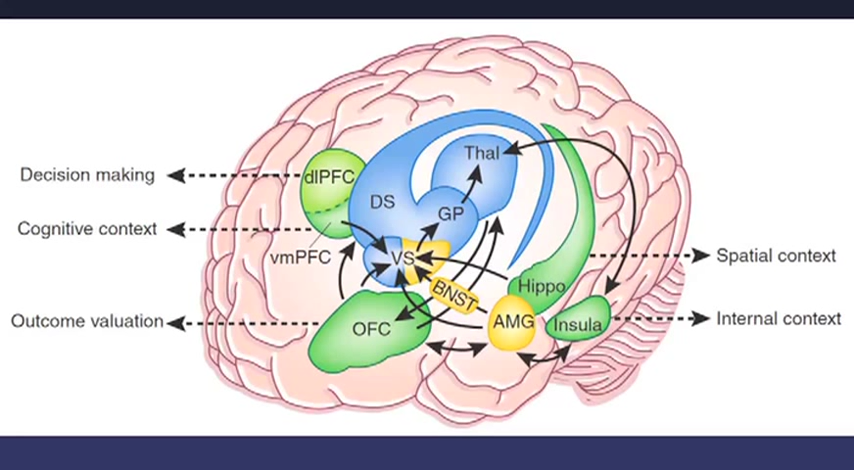 Decision making
dlPFC
Thal
DS
GP
Cognitive context
vmPFC
VS
Spatial context
BNST
Hippo
Outcome valuation
OFC
AMG
Insula
Internal context